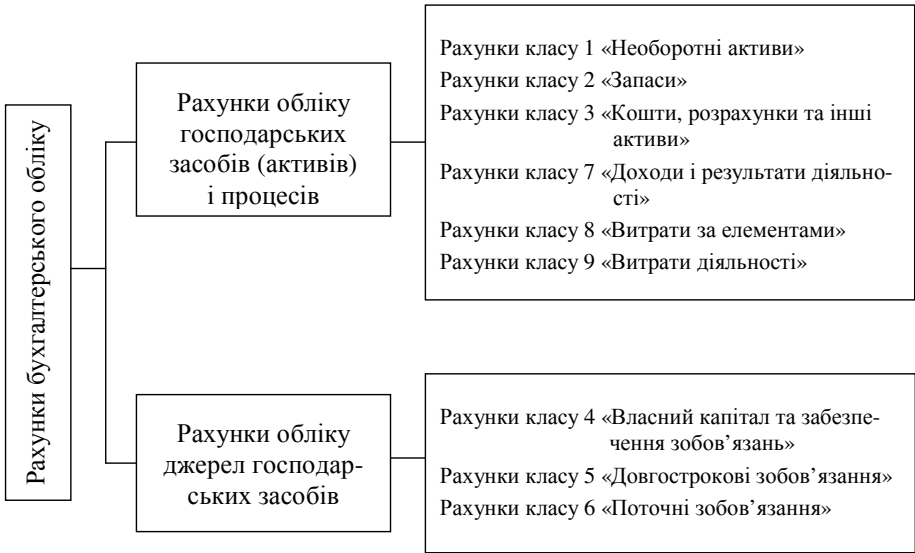 Рахунки бухгалтерського обліку
Рахунки обліку
господарських
засобів (активів)
і процесів
Рахунки класу 1 «Необоротні активи»
Рахунки класу 2 «Запаси»
Рахунки класу 3 «Кошти, розрахунки та інші
активи»
Рахунки класу 7 «Доходи і результати діяльно-
сті»
Рахунки класу 8 «Витрати за елементами»
Рахунки класу 9 «Витрати діяльності»
Рахунки обліку
джерел господар-
ських засобів
Рахунки класу 4 «Власний капітал та забезпе-
чення зобов’язань»
Рахунки класу 5 «Довгострокові зобов’язання»
Рахунки класу 6 «Поточні зобов’язання»